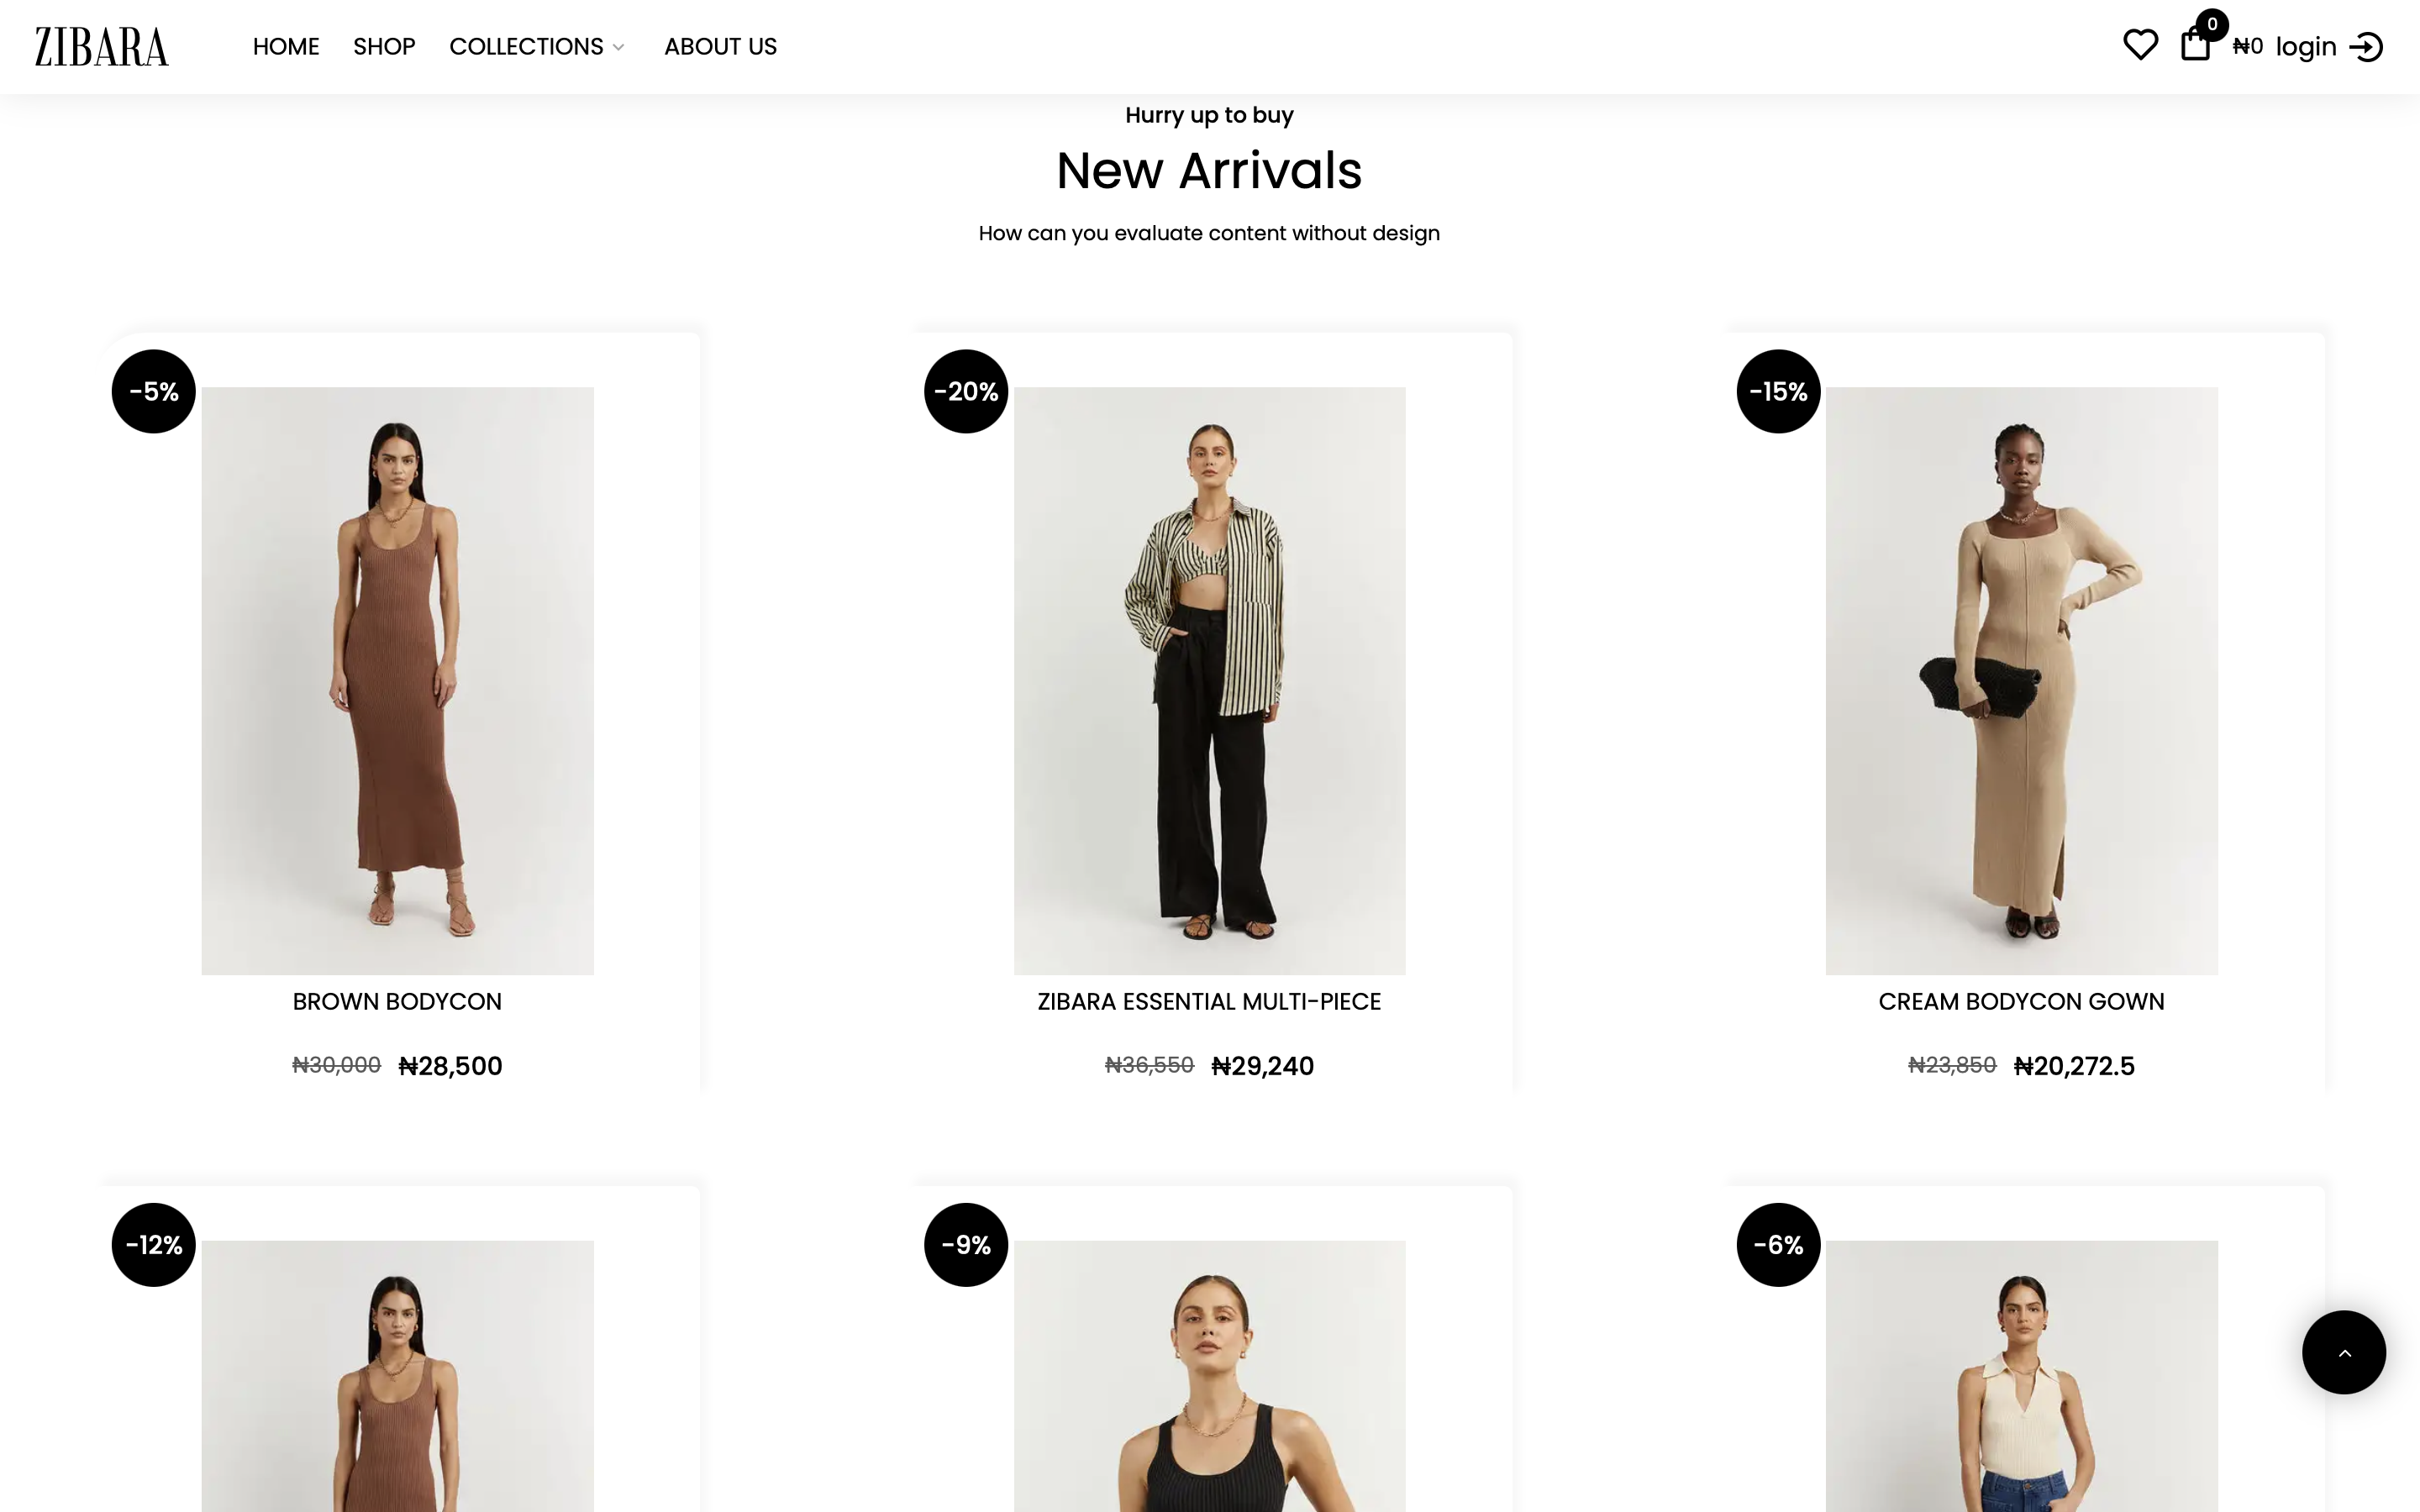 ZIBARA HOME SHOP COLLECTIONS ABOUT US 0 ₦0 login
Hurry up to buy
New Arrivals
How can you evaluate content without design
-5%
-20%
-15%
BROWN BODYCON
ZIBARA ESSENTIAL MULTI-PIECE
CREAM BODYCON GOWN
₦30,000 ₦28,500
₦36,550 ₦29,240
₦23,850 ₦20,272.5
-12%
-9%
-6%